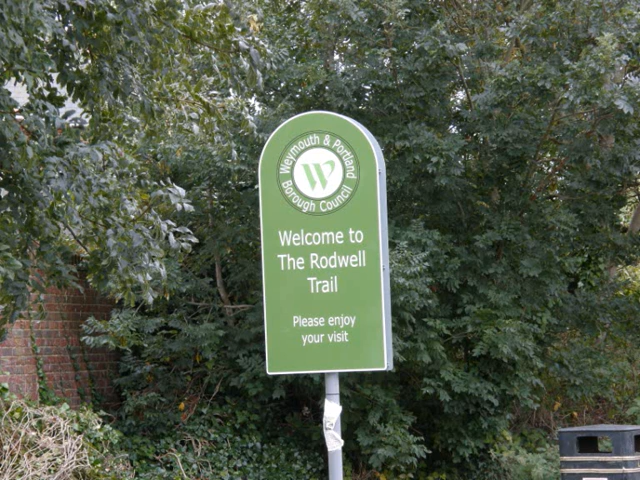 Weymouth & Portland
Borough Council
W
Welcome to
The Rodwell
Trail
Please enjoy
your visit